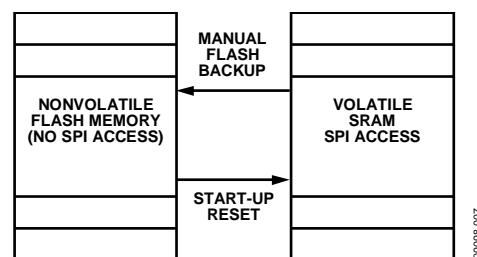 MANUAL
FLASH
BACKUP
NONVOLATILE
FLASH MEMORY
(NO SPI ACCESS)
VOLATILE
SRAM
SPI ACCESS
START-UP
RESET